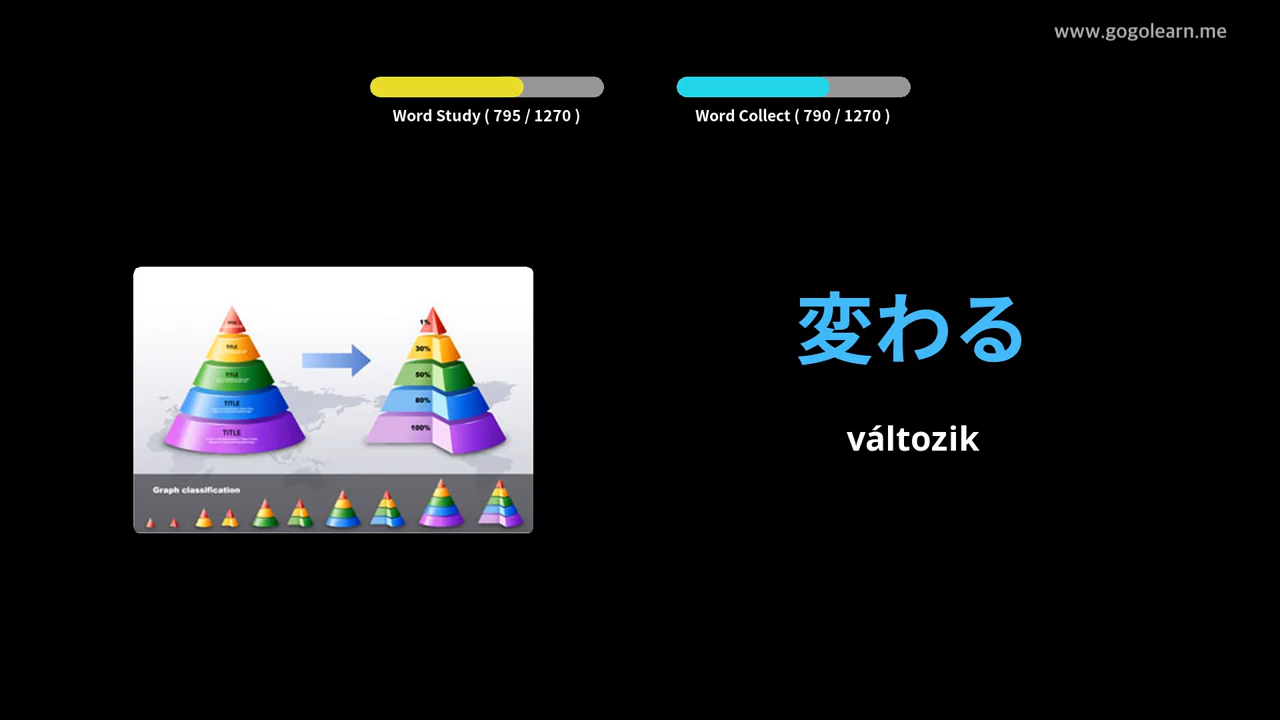 www.gogolearn.me
Word Study ( 795 / 1270 )
Word Collect ( 790 / 1270 )
変わる
változik
1%
30%
TITLE
50%
TITLE
80%
TITLE
100%
Graph classification